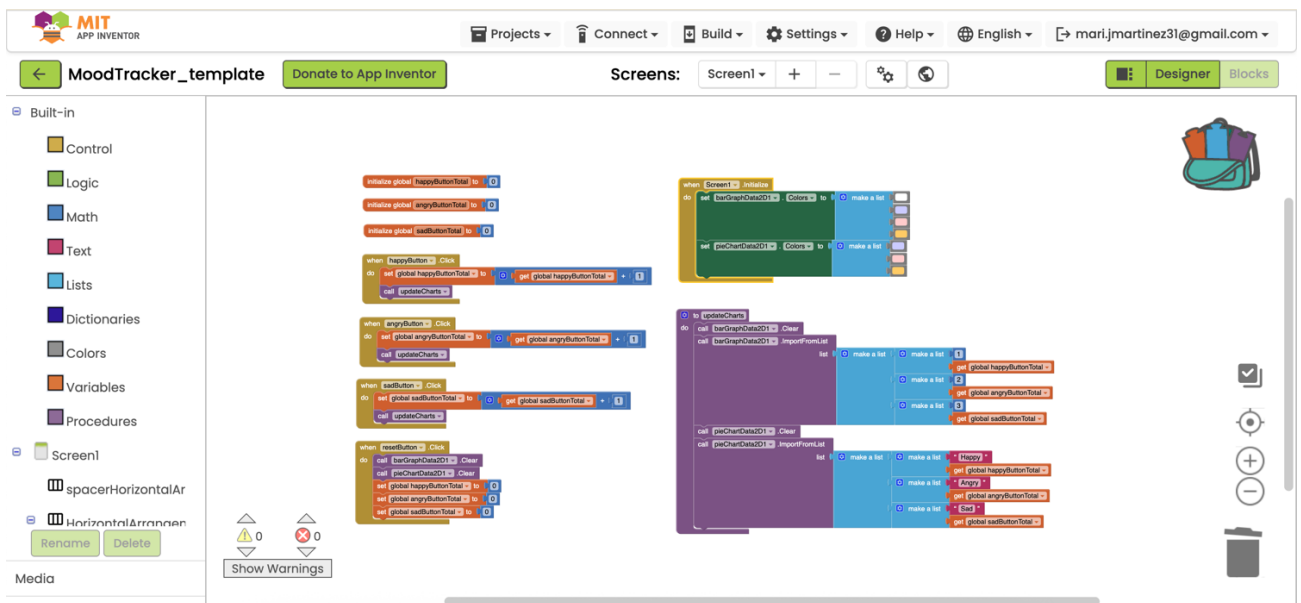 MIT
APP INVENTOR
Projects Connect Build Settings Help English mari.jmartinez31@gmail.com
MoodTracker_template Donate to App Inventor Screens: Screen1 Designer Blocks
Built-in
Control
Logic
Math
Text
Lists
Dictionaries
Colors
Variables
Procedures
Screen1
spacerHorizontalAr
HorizontalArrangen
Rename Delete
Media
initialize global happyButtonTotal to 0
initialize global angryButtonTotal to 0
initialize global sadButtonTotal to 0
when happyButton .Click
do set global happyButtonTotal to get global happyButtonTotal + 1
call updateCharts
when angryButton .Click
do set global angryButtonTotal to get global angryButtonTotal + 1
call updateCharts
when sadButton .Click
do set global sadButtonTotal to get global sadButtonTotal + 1
call updateCharts
when resetButton .Click
do call barGraphData2D1 .Clear
call pieChartData2D1 .Clear
set global happyButtonTotal to 0
set global angryButtonTotal to 0
set global sadButtonTotal to 0
0 0
Show Warnings
when Screen1 .Initialize
do set barGraphData2D1 . Colors to make a list
set pieChartData2D1 . Colors to make a list
to updateCharts
do call barGraphData2D1 .Clear
call barGraphData2D1 .ImportFromList
list make a list make a list 1
get global happyButtonTotal
make a list 2
get global angryButtonTotal
make a list 3
get global sadButtonTotal
call pieChartData2D1 .Clear
call pieChartData2D1 .ImportFromList
list make a list make a list " Happy "
get global happyButtonTotal
make a list " Angry "
get global angryButtonTotal
make a list " Sad "
get global sadButtonTotal